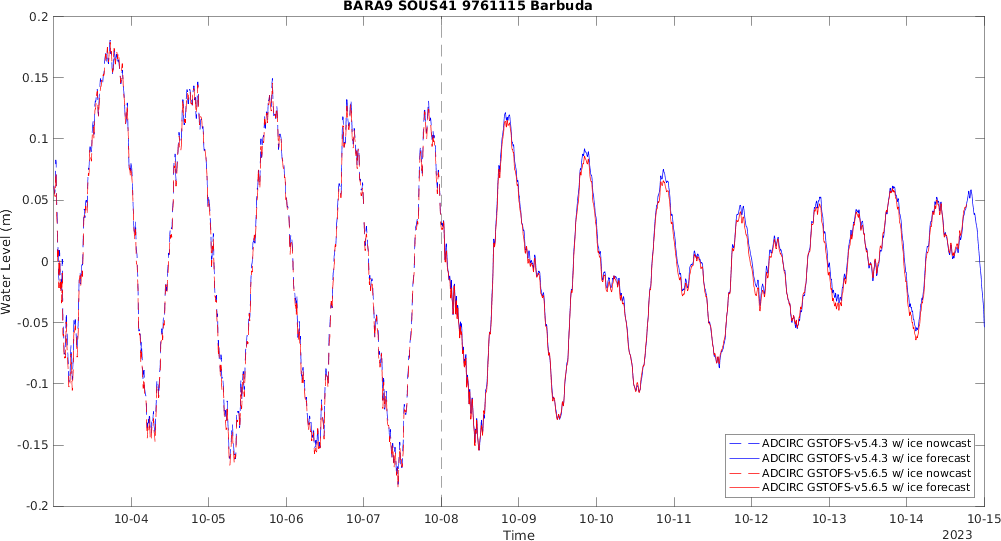 BARA9 SOUS41 9761115 Barbuda
0.2
0.15
0.1
0.05
0
-0.05
-0.1
-0.15
-0.2
Water Level (m)
ADCIRC GSTOFS-v5.4.3 w/ ice nowcast
ADCIRC GSTOFS-v5.4.3 w/ ice forecast
ADCIRC GSTOFS-v5.6.5 w/ ice nowcast
ADCIRC GSTOFS-v5.6.5 w/ ice forecast
10-04 10-05 10-06 10-07 10-08 10-09 10-10 10-11 10-12 10-13 10-14 10-15
Time
2023